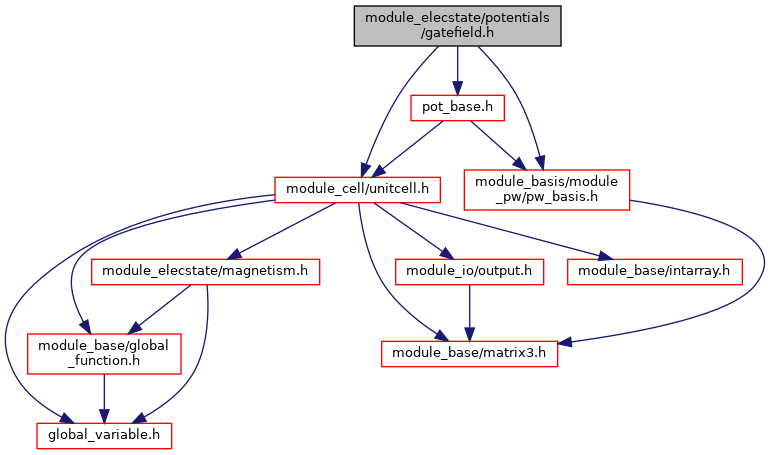 module_elecstate/potentials
/gatefield.h
pot_base.h
module_cell/unitcell.h
module_basis/module
_pw/pw_basis.h
module_elecstate/magnetism.h
module_io/output.h
module_base/intarray.h
module_base/global
_function.h
module_base/matrix3.h
global_variable.h